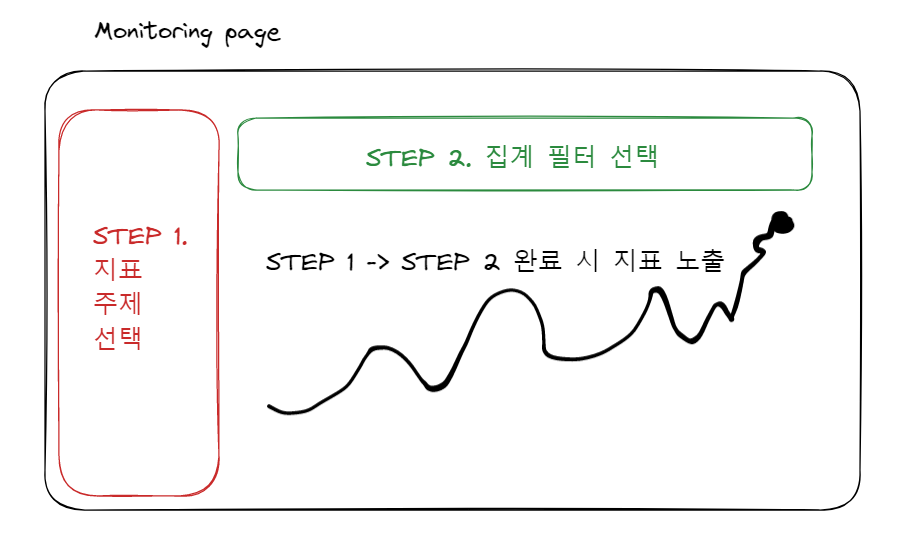 Monitoring page
STEP 2. 집계 필터 선택
STEP 1.
지표
주제
선택
STEP 1 -> STEP 2 완료 시 지표 노출